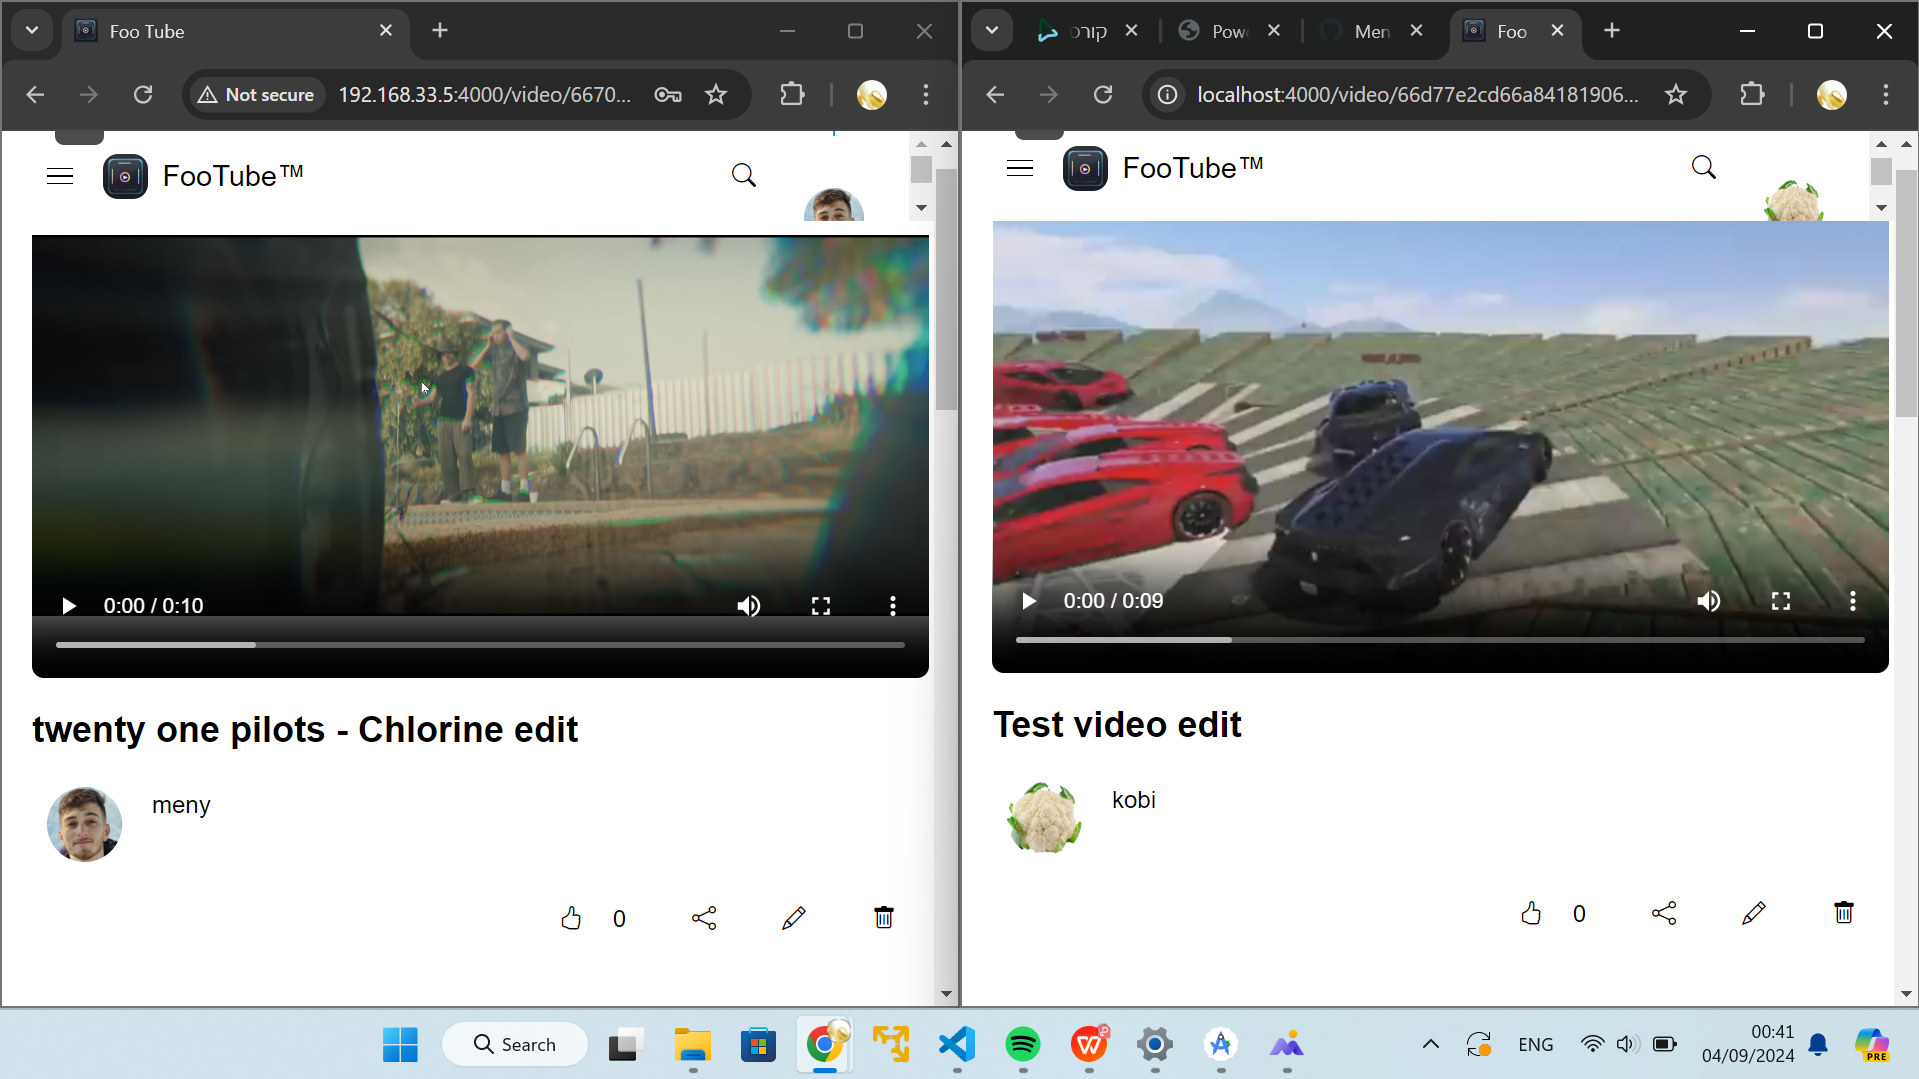 Foo Tube
Not secure
192.168.33.5:4000/video/6670...
FooTube™
0:00 / 0:10
twenty one pilots - Chlorine edit
meny
0
קורס
Pow
Men
Foo
localhost:4000/video/66d77e2cd66a84181906...
FooTube™
0:00 / 0:09
Test video edit
kobi
0
Search
ENG
00:41
04/09/2024
PRE